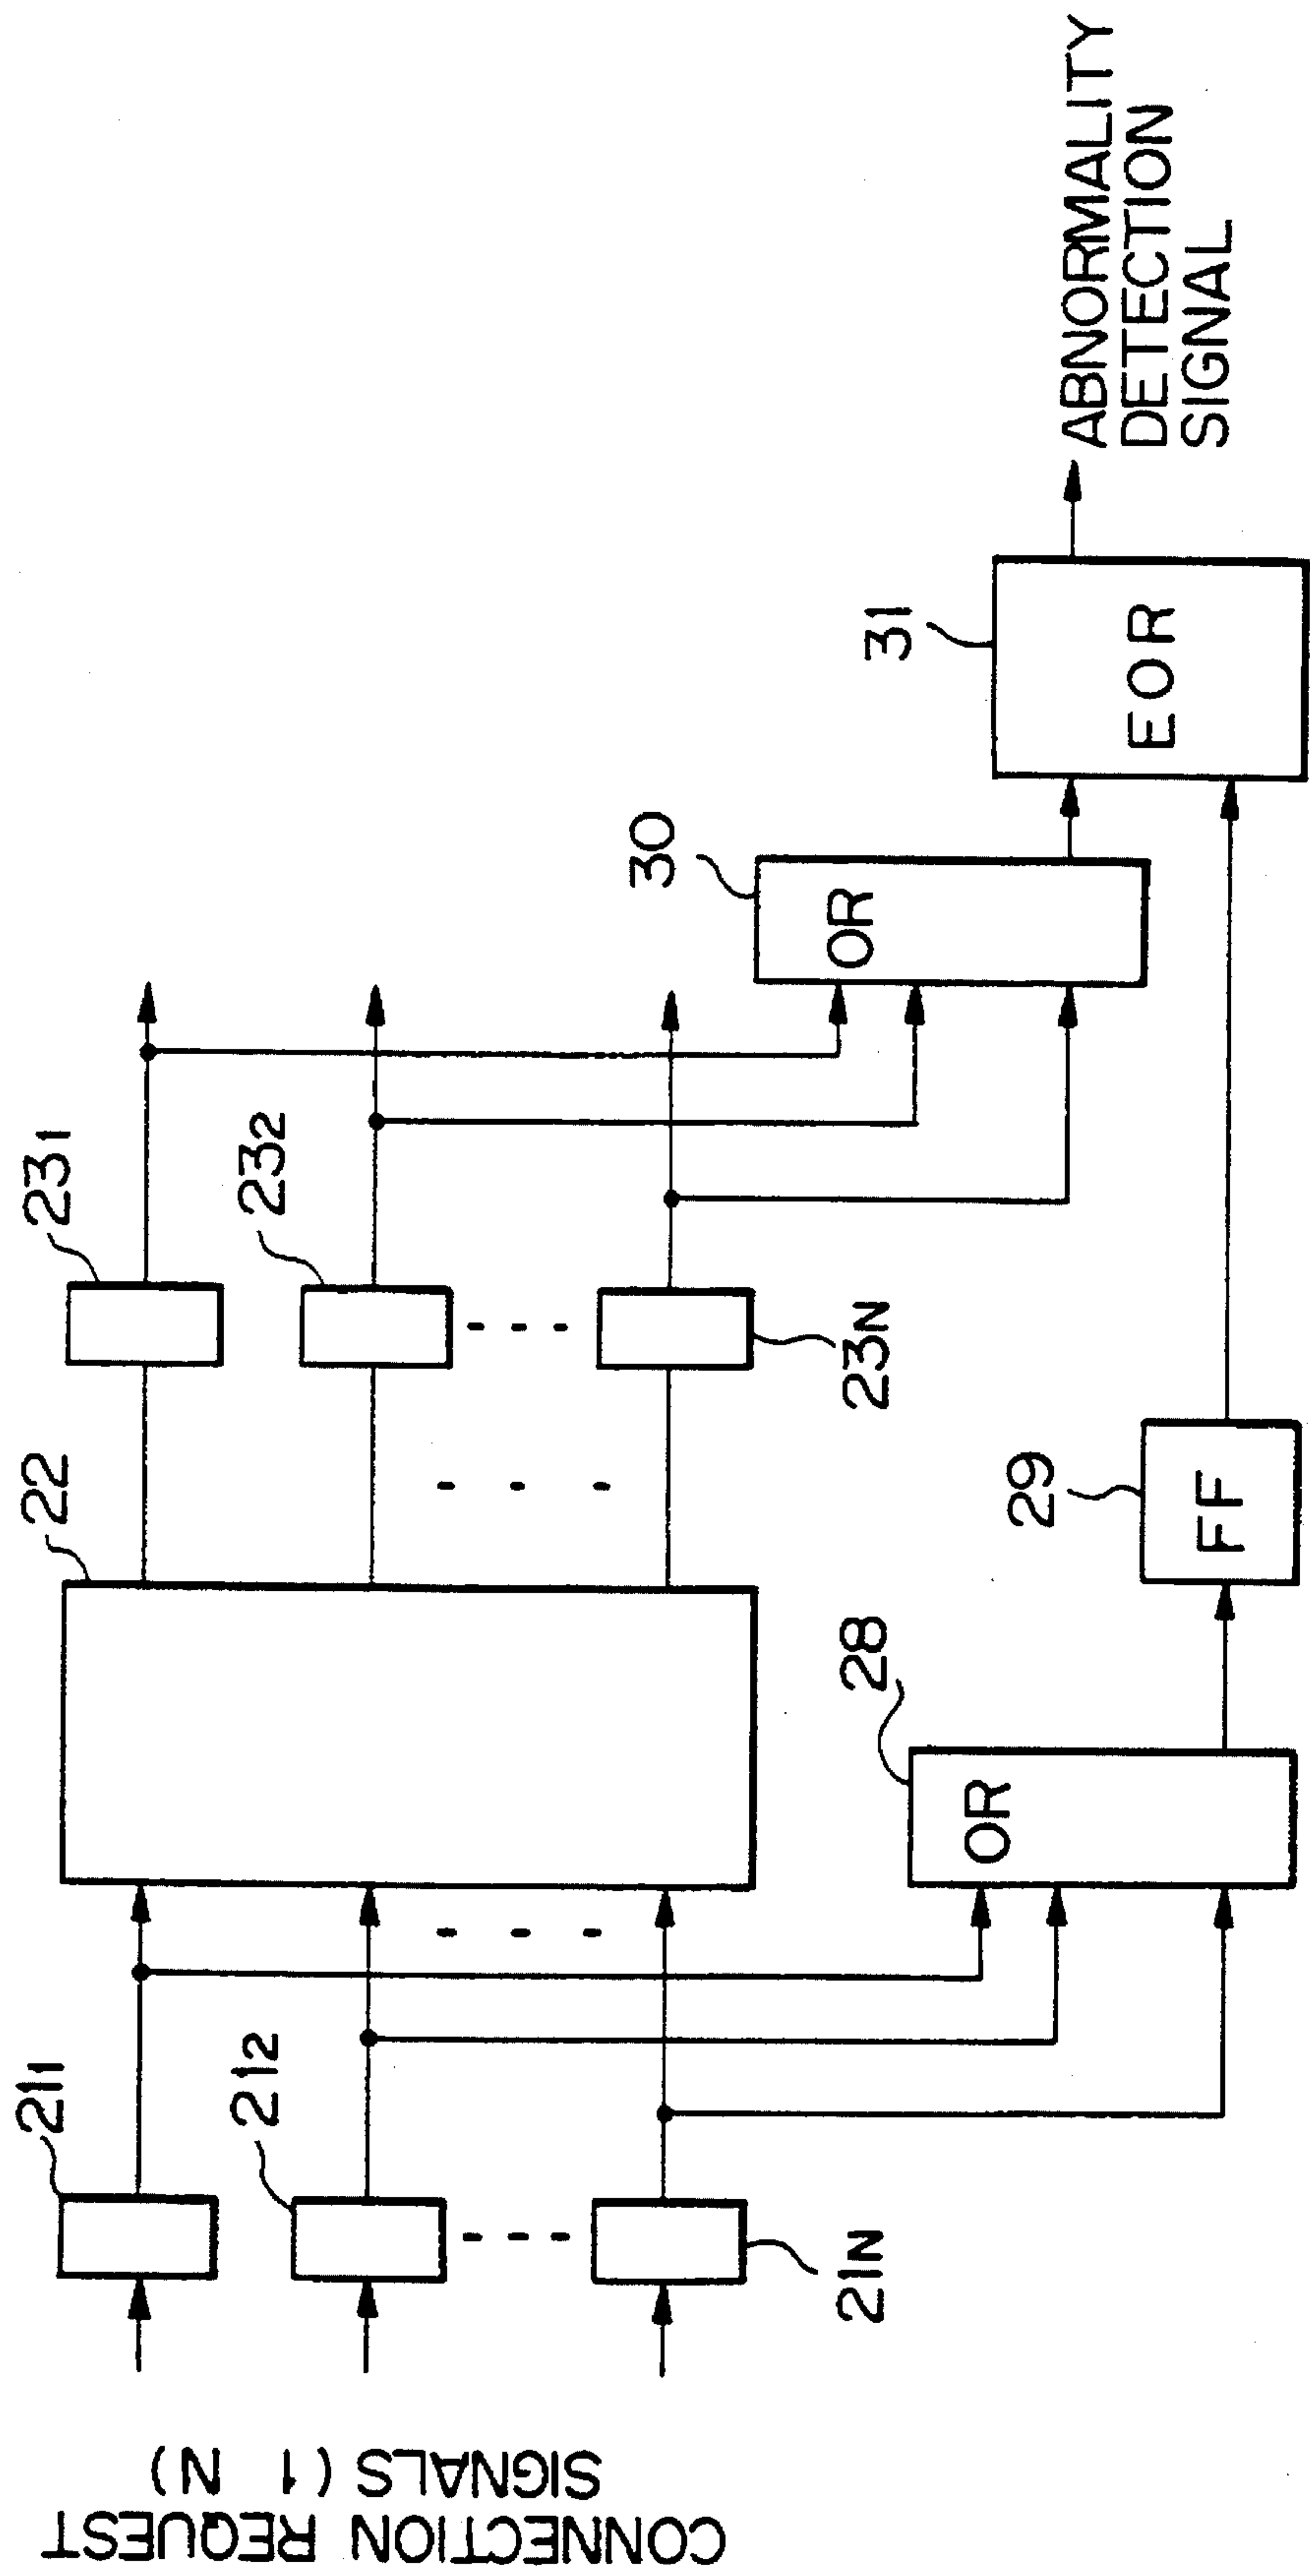 CONNECTION REQUEST
SIGNALS (1 N)
21₁
21₂
21N
22
23₁
23₂
23N
28
OR
29
FF
30
OR
31
EOR
ABNORMALITY
DETECTION
SIGNAL